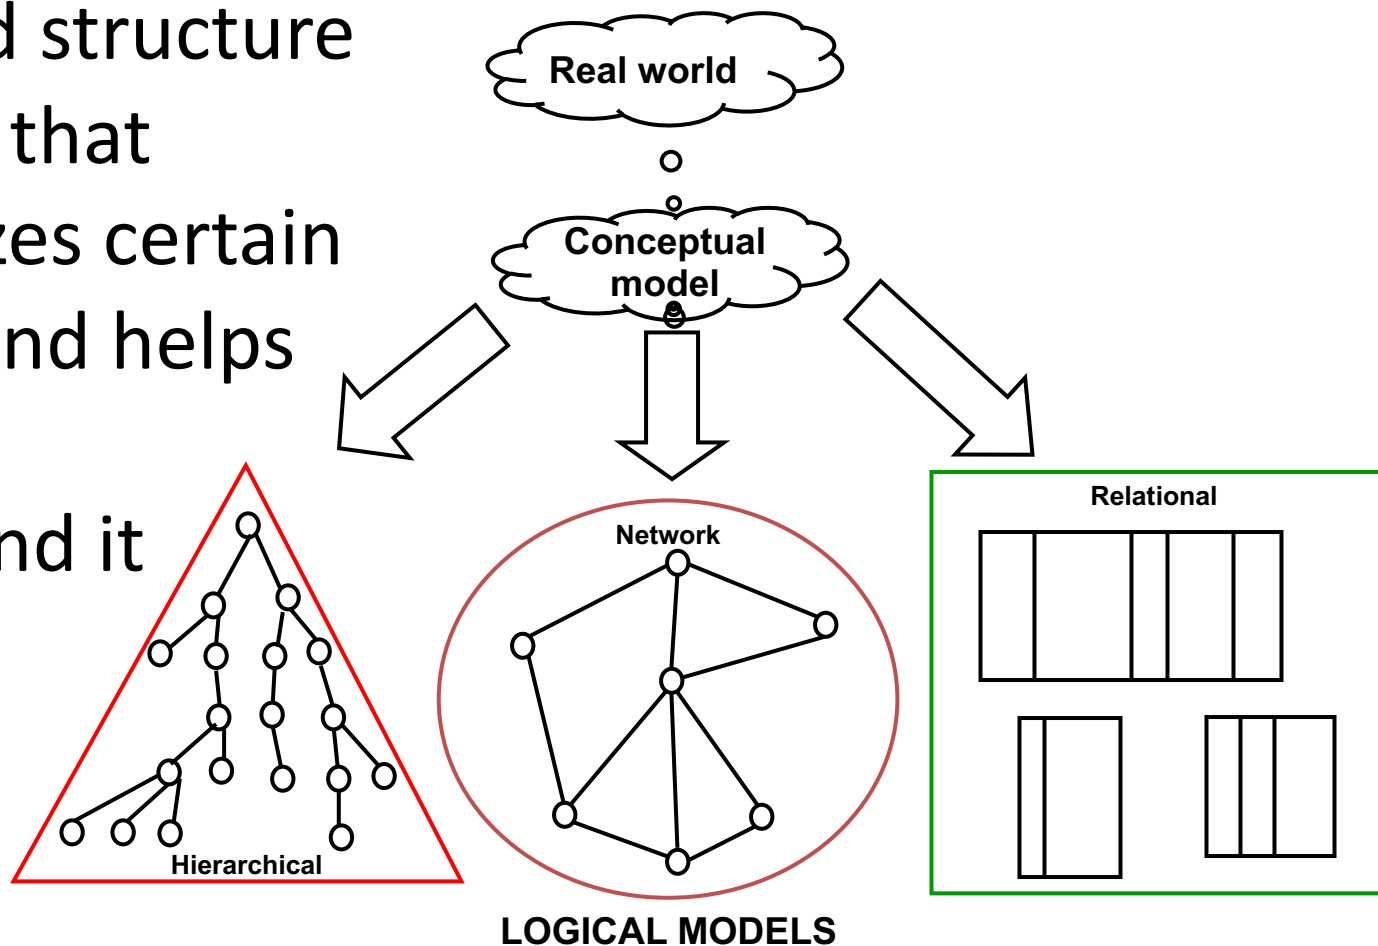 d structure
that
zes certain
nd helps
nd it
Real world
Conceptual
model
Hierarchical
Network
Relational
LOGICAL MODELS